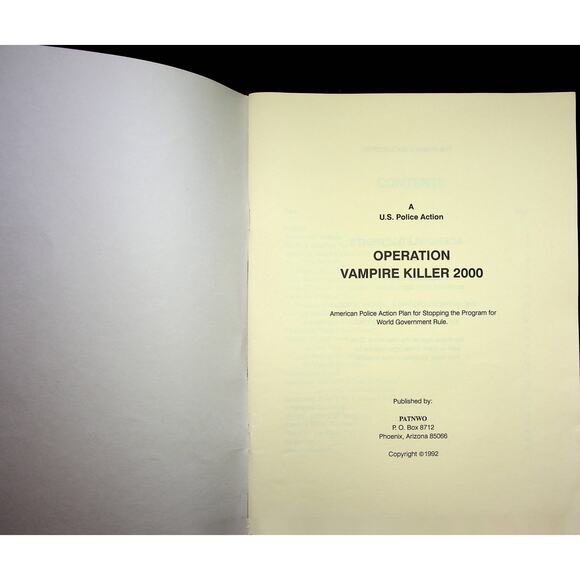 A
U.S. Police Action
OPERATION
VAMPIRE KILLER 2000
American Police Action Plan for Stopping the Program for
World Government Rule.
Published by:
PATNWO
P. O. Box 8712
Phoenix, Arizona 85066
Copyright ©1992